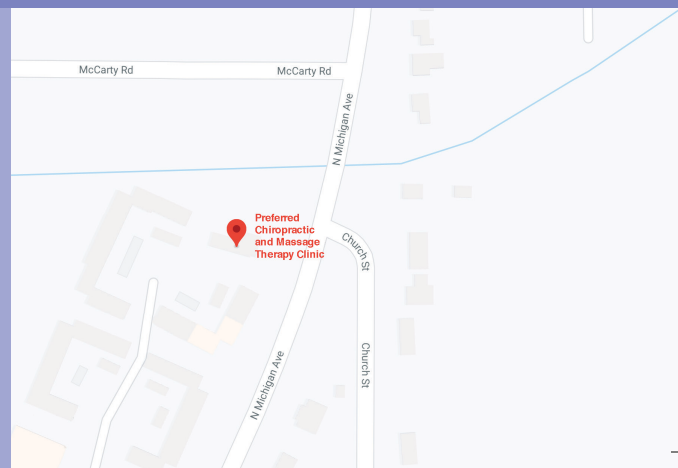 McCarty Rd
McCarty Rd
N Michigan Ave
Preferred
Chiropractic
and Massage
Therapy Clinic
Church St
Church St
N Michigan Ave